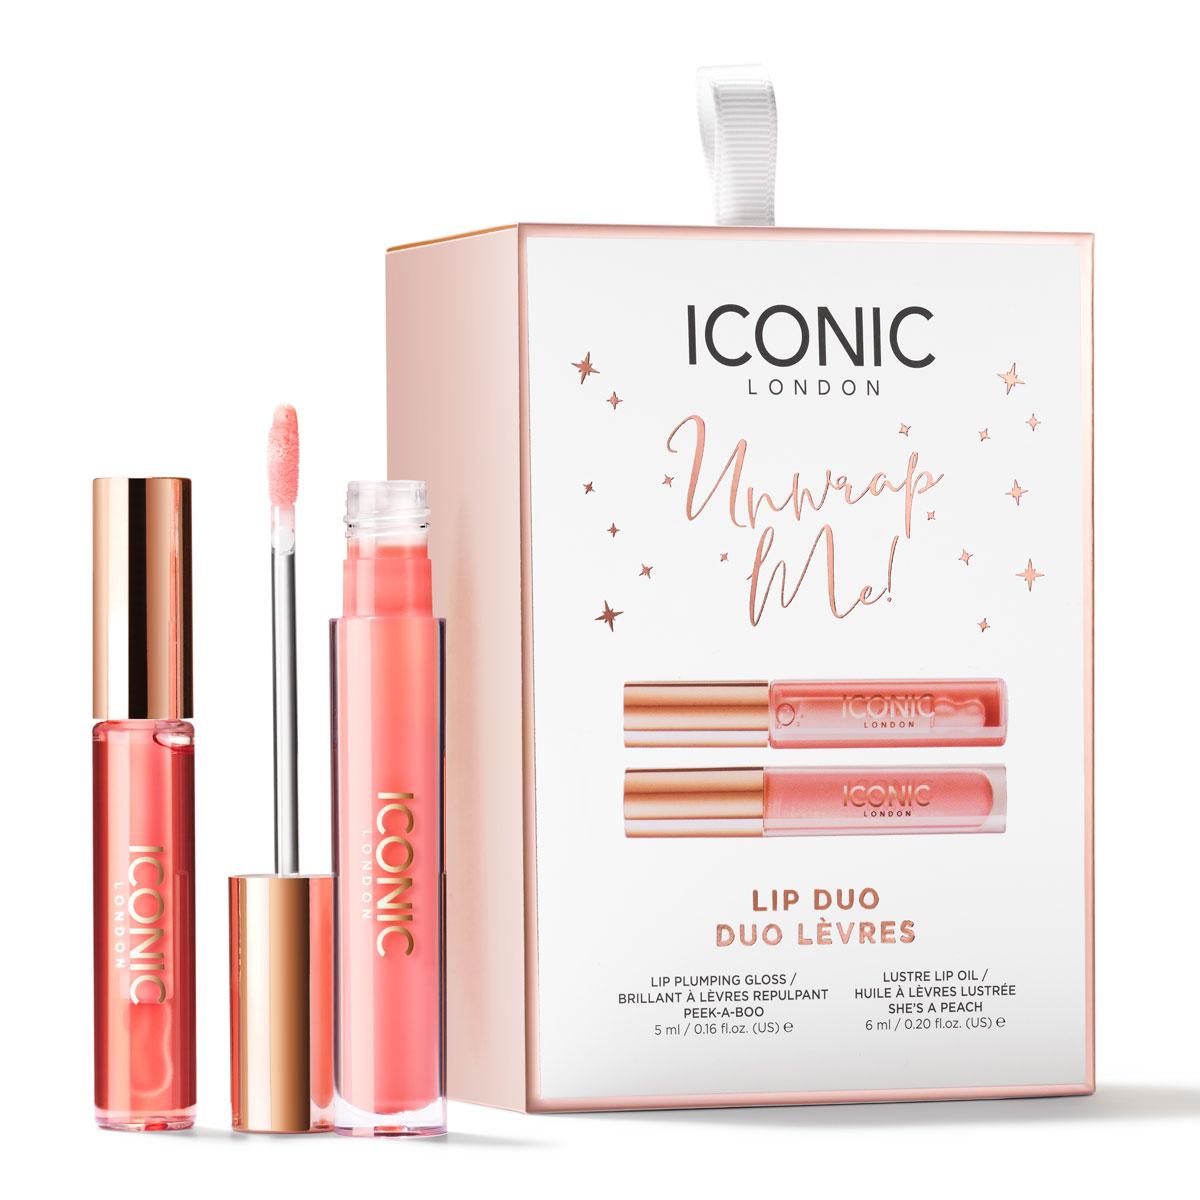 ICONIC
LONDON
Unwrap
Me!
ICONIC
LONDON
ICONIC
LONDON
LIP DUO
DUO LÈVRES
LIP PLUMPING GLOSS /
BRILLANT À LÈVRES REPULPANT
PEEK-A-BOO
5 ml / 0.16 fl.oz. (US) e
LUSTRE LIP OIL /
HUILE À LÈVRES LUSTRÉE
SHE'S A PEACH
6 ml / 0.20 fl.oz. (US) e
ICONIC
LONDON
ICONIC
LONDON